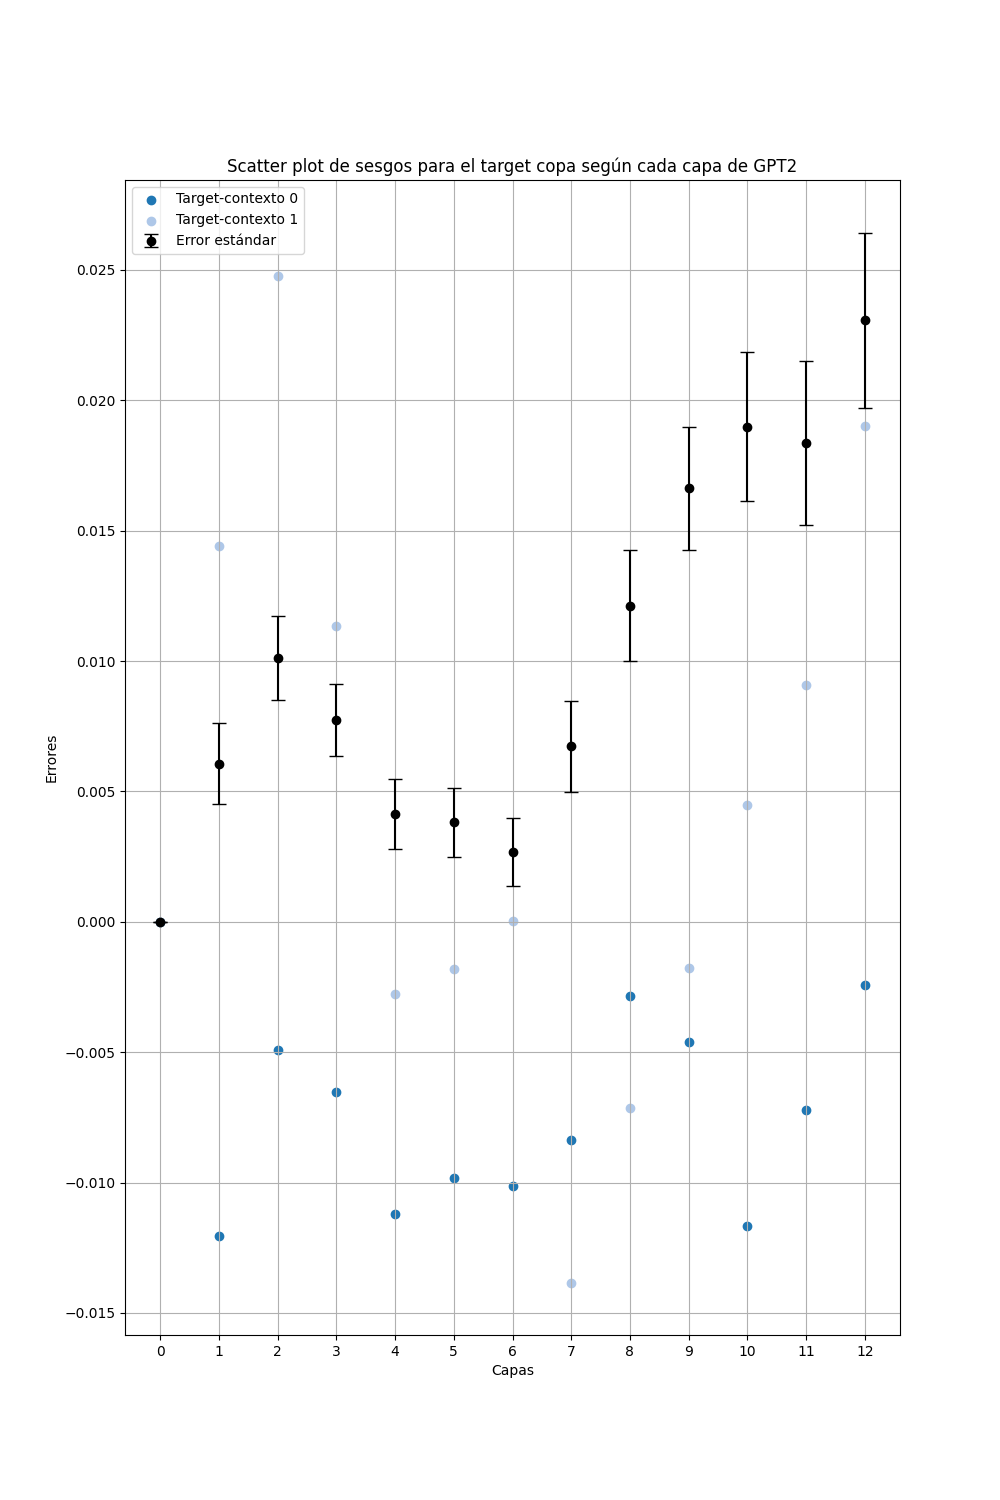 Scatter plot de sesgos para el target copa según cada capa de GPT2
Target-contexto 0
Target-contexto 1
Error estándar
0.025
0.020
0.015
0.010
0.005
0.000
−0.005
−0.010
−0.015
Errores
0 1 2 3 4 5 6 7 8 9 10 11 12
Capas